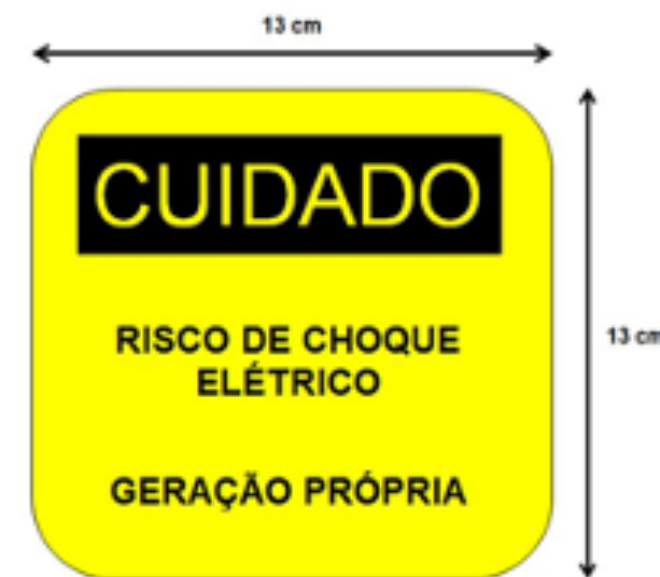 13 cm
CUIDADO
RISCO DE CHOQUE
ELÉTRICO
13 cm
GERAÇÃO PRÓPRIA